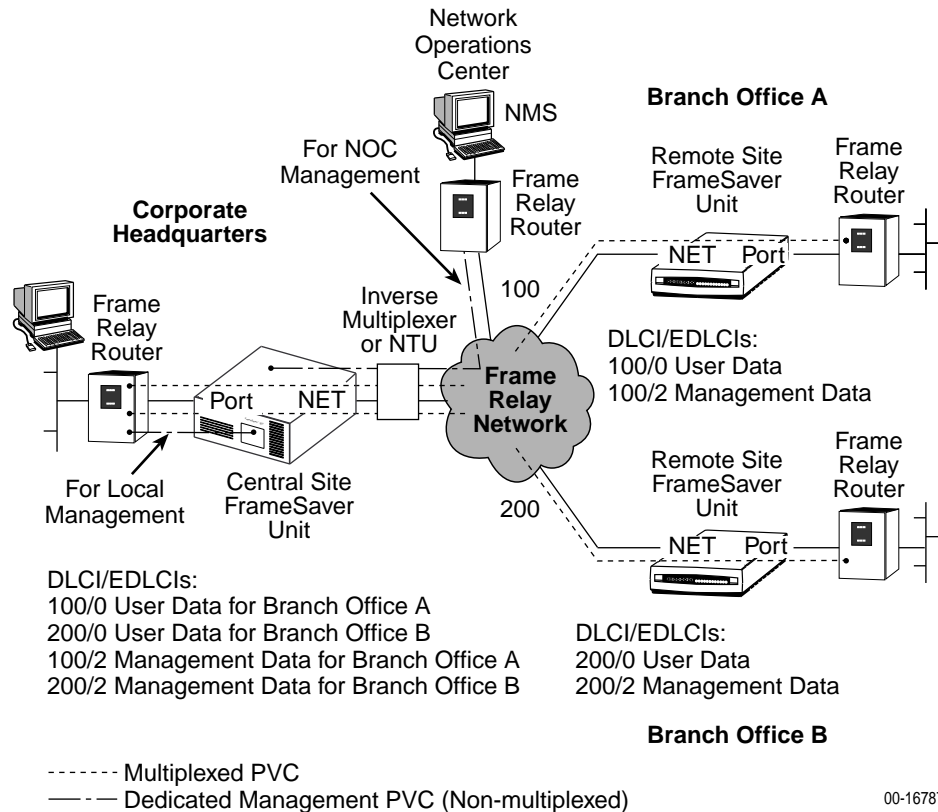 Network
Operations
Center
NMS
Branch Office A
For NOC
Management
Frame
Relay
Router
Remote Site
FrameSaver
Unit
Frame
Relay
Router
Corporate
Headquarters
NET Port
100
Inverse
Multiplexer
or NTU
Frame
Relay
Router
DLCI/EDLCIs:
100/0 User Data
100/2 Management Data
Port NET
Frame
Relay
Network
For Local
Management
Central Site
FrameSaver
Unit
200
Remote Site
FrameSaver
Unit
Frame
Relay
Router
NET Port
DLCI/EDLCIs:
100/0 User Data for Branch Office A
200/0 User Data for Branch Office B
100/2 Management Data for Branch Office A
200/2 Management Data for Branch Office B
DLCI/EDLCIs:
200/0 User Data
200/2 Management Data
Branch Office B
Multiplexed PVC
Dedicated Management PVC (Non-multiplexed)
00-16787